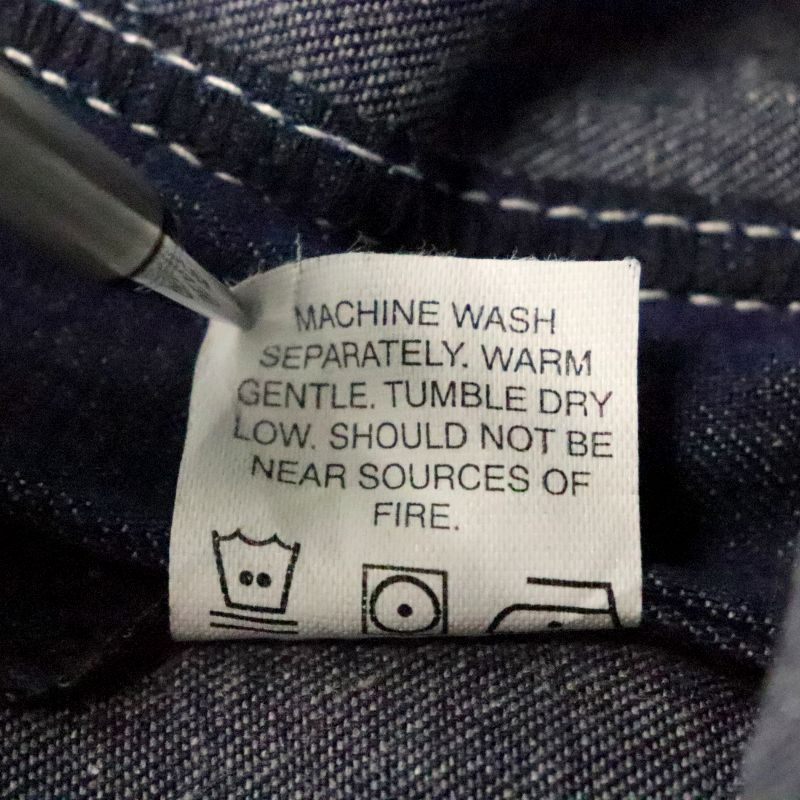 MACHINE WASH
SEPARATELY. WARM
GENTLE. TUMBLE DRY
LOW. SHOULD NOT BE
NEAR SOURCES OF
FIRE.